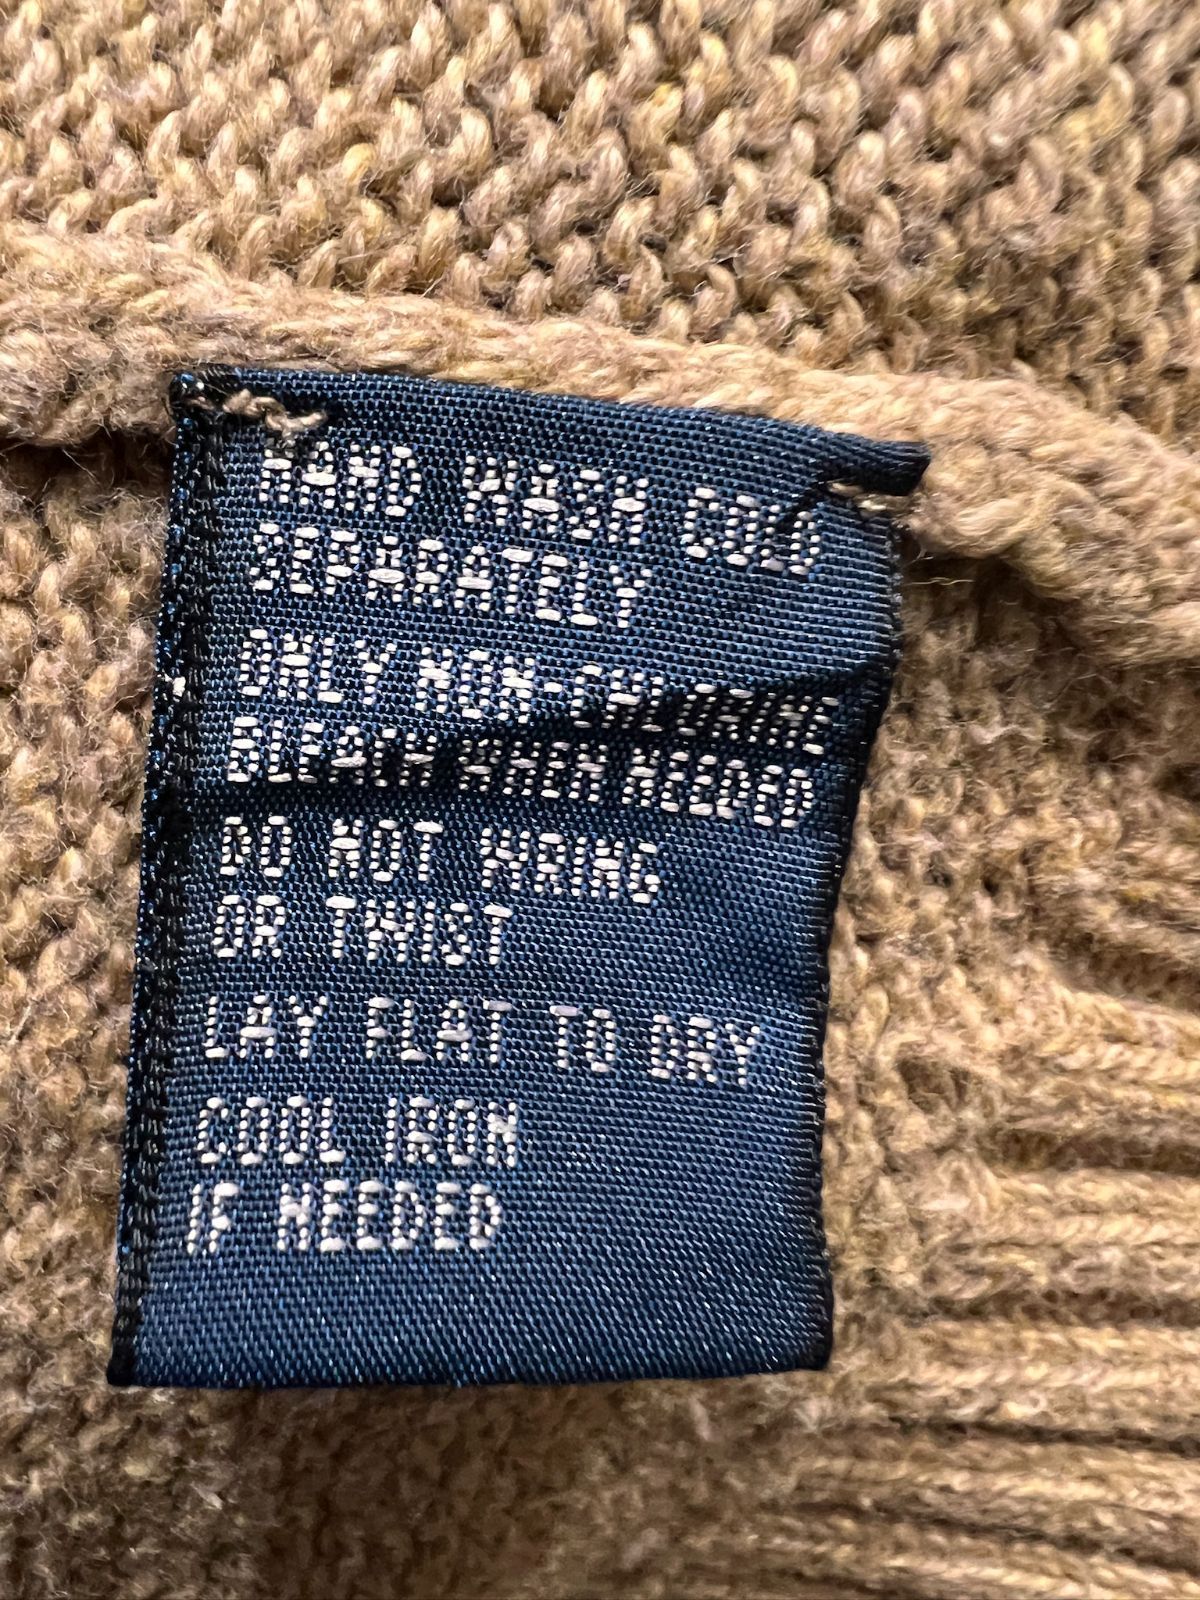 HAND WASH COLD
SEPARATELY
ONLY NON-CHLORINE
BLEACH WHEN NEEDED
DO NOT WRING
OR TWIST
LAY FLAT TO DRY
COOL IRON
IF NEEDED